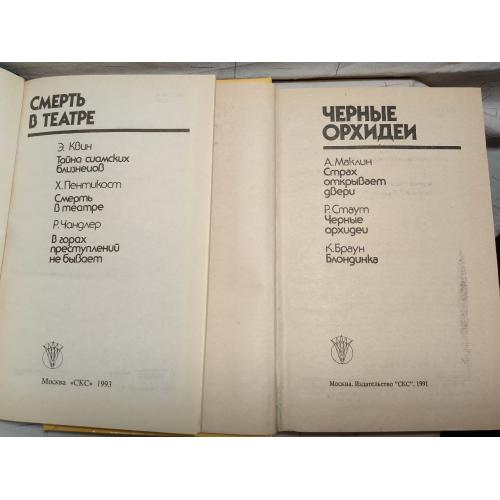 СМЕРТЬ
В ТЕАТРЕ
Э. Квин
Тайна сиамских
близнецов
Х. Пентикост
Смерть
в театре
Р. Чандлер
В горах
преступлений
не бывает
Москва «СКС» 1993
ЧЕРНЫЕ
ОРХИДЕИ
А. Маклин
Страх
открывает
двери
Р. Стаут
Черные
орхидеи
К. Браун
Блондинка
Москва. Издательство "СКС". 1991